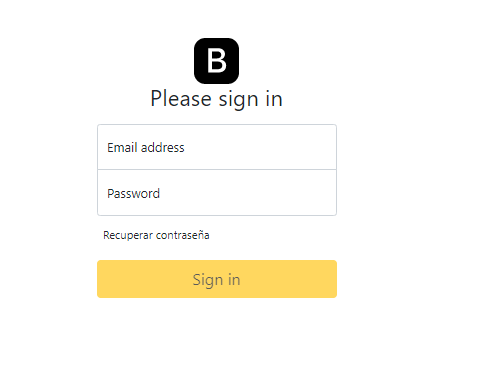 B
Please sign in
Email address
Password
Recuperar contraseña
Sign in